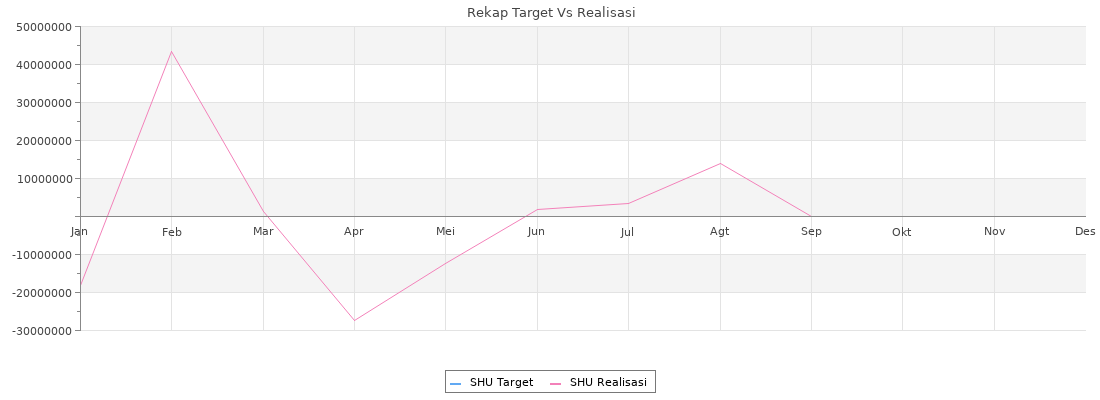 Rekap Target Vs Realisasi
50000000
40000000
30000000
20000000
10000000
Jan Feb Mar Apr Mei Jun Jul Agt Sep Okt Nov Des
-10000000
-20000000
-30000000
SHU Target SHU Realisasi